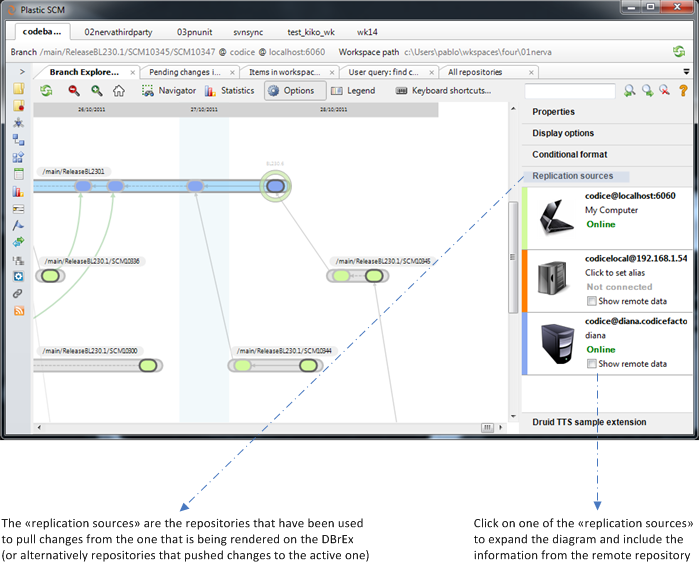 Plastic SCM
codeba...
02nervathirdparty
03pnunit
svnsync
test_kiko_wk
wk14
Branch /main/ReleaseBL230.1/SCM10345/SCM10347 @ codice @ localhost:6060 Workspace path c:\Users\pablo\wkspaces\four\01nerva
Branch Explore...
Pending changes i...
Items in workspac...
User query: find c...
All repositories
Navigator
Statistics
Options
Legend
Keyboard shortcuts...
26/10/2011
27/10/2011
28/10/2011
/main/ReleaseBL2301
BL230.6
/main/ReleaseBL230.1/SCM10336
/main/ReleaseBL230.1/SCM10345
/main/ReleaseBL230.1/SCM10300
/main/ReleaseBL230.1/SCM10344
Properties
Display options
Conditional format
Replication sources
codice@localhost:6060
My Computer
Online
codicelocal@192.168.1.54
Click to set alias
Not connected
Show remote data
codice@diana.codicefacto
diana
Online
Show remote data
Druid TTS sample extension
The «replication sources» are the repositories that have been used
to pull changes from the one that is being rendered on the DBrEx
(or alternatively repositories that pushed changes to the active one)
Click on one of the «replication sources»
to expand the diagram and include the
information from the remote repository